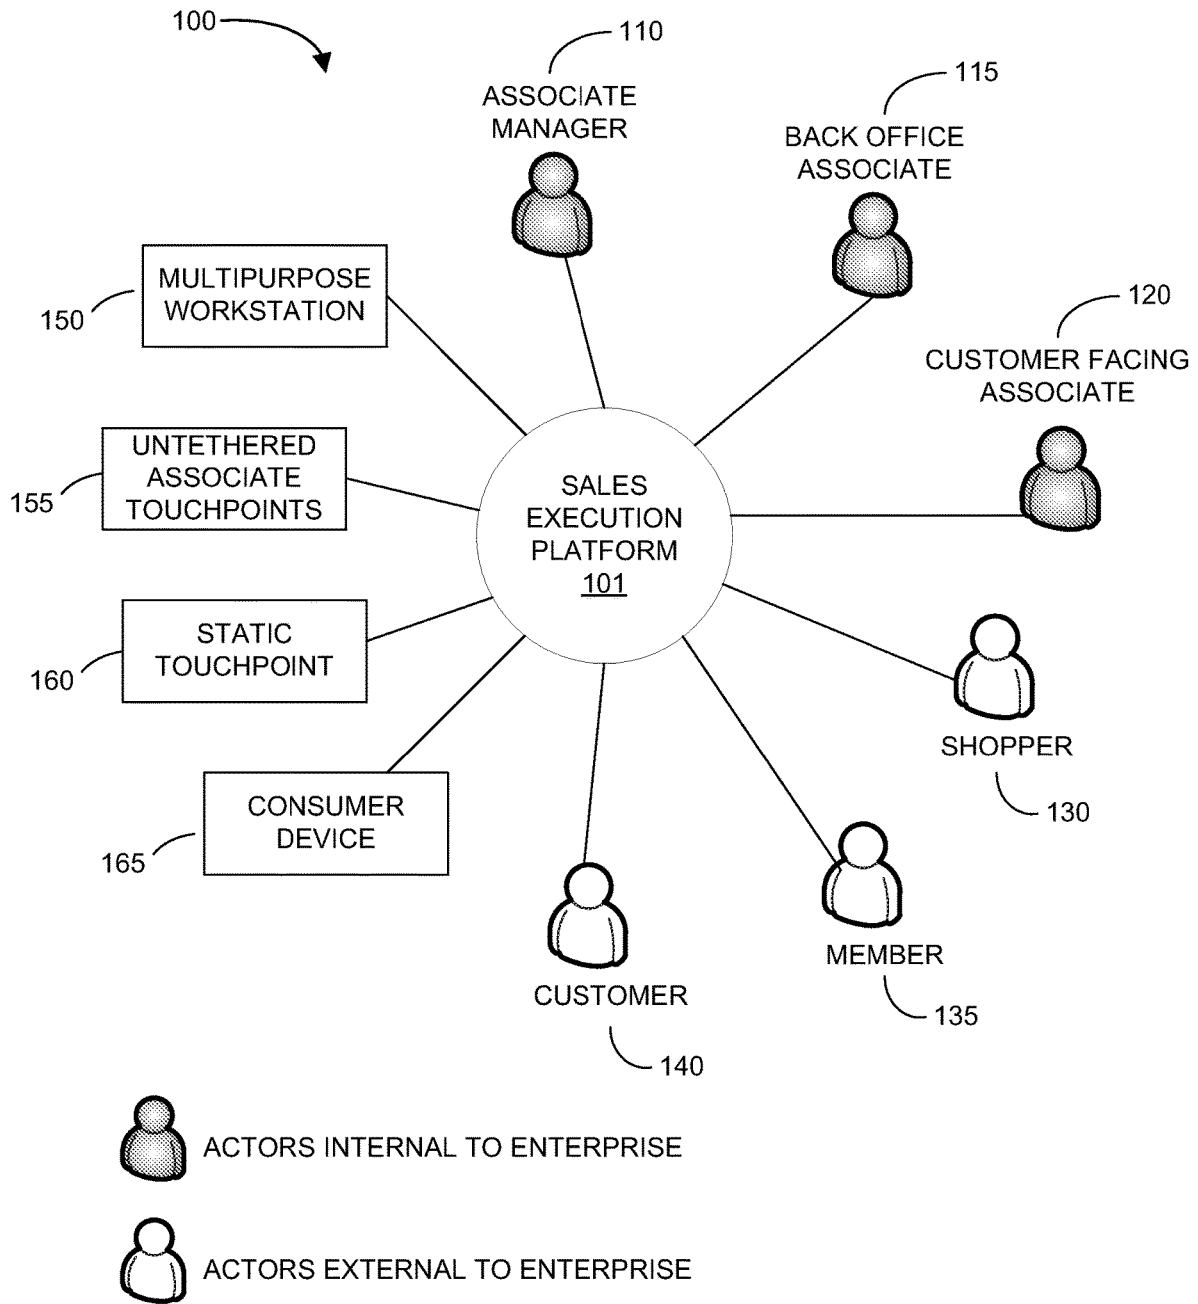 100
110
ASSOCIATE
MANAGER
115
BACK OFFICE
ASSOCIATE
120
CUSTOMER FACING
ASSOCIATE
MULTIPURPOSE
WORKSTATION
150
UNTETHERED
ASSOCIATE
TOUCHPOINTS
155
STATIC
TOUCHPOINT
160
CONSUMER
DEVICE
165
SALES
EXECUTION
PLATFORM
101
SHOPPER
130
MEMBER
135
CUSTOMER
140
ACTORS INTERNAL TO ENTERPRISE
ACTORS EXTERNAL TO ENTERPRISE